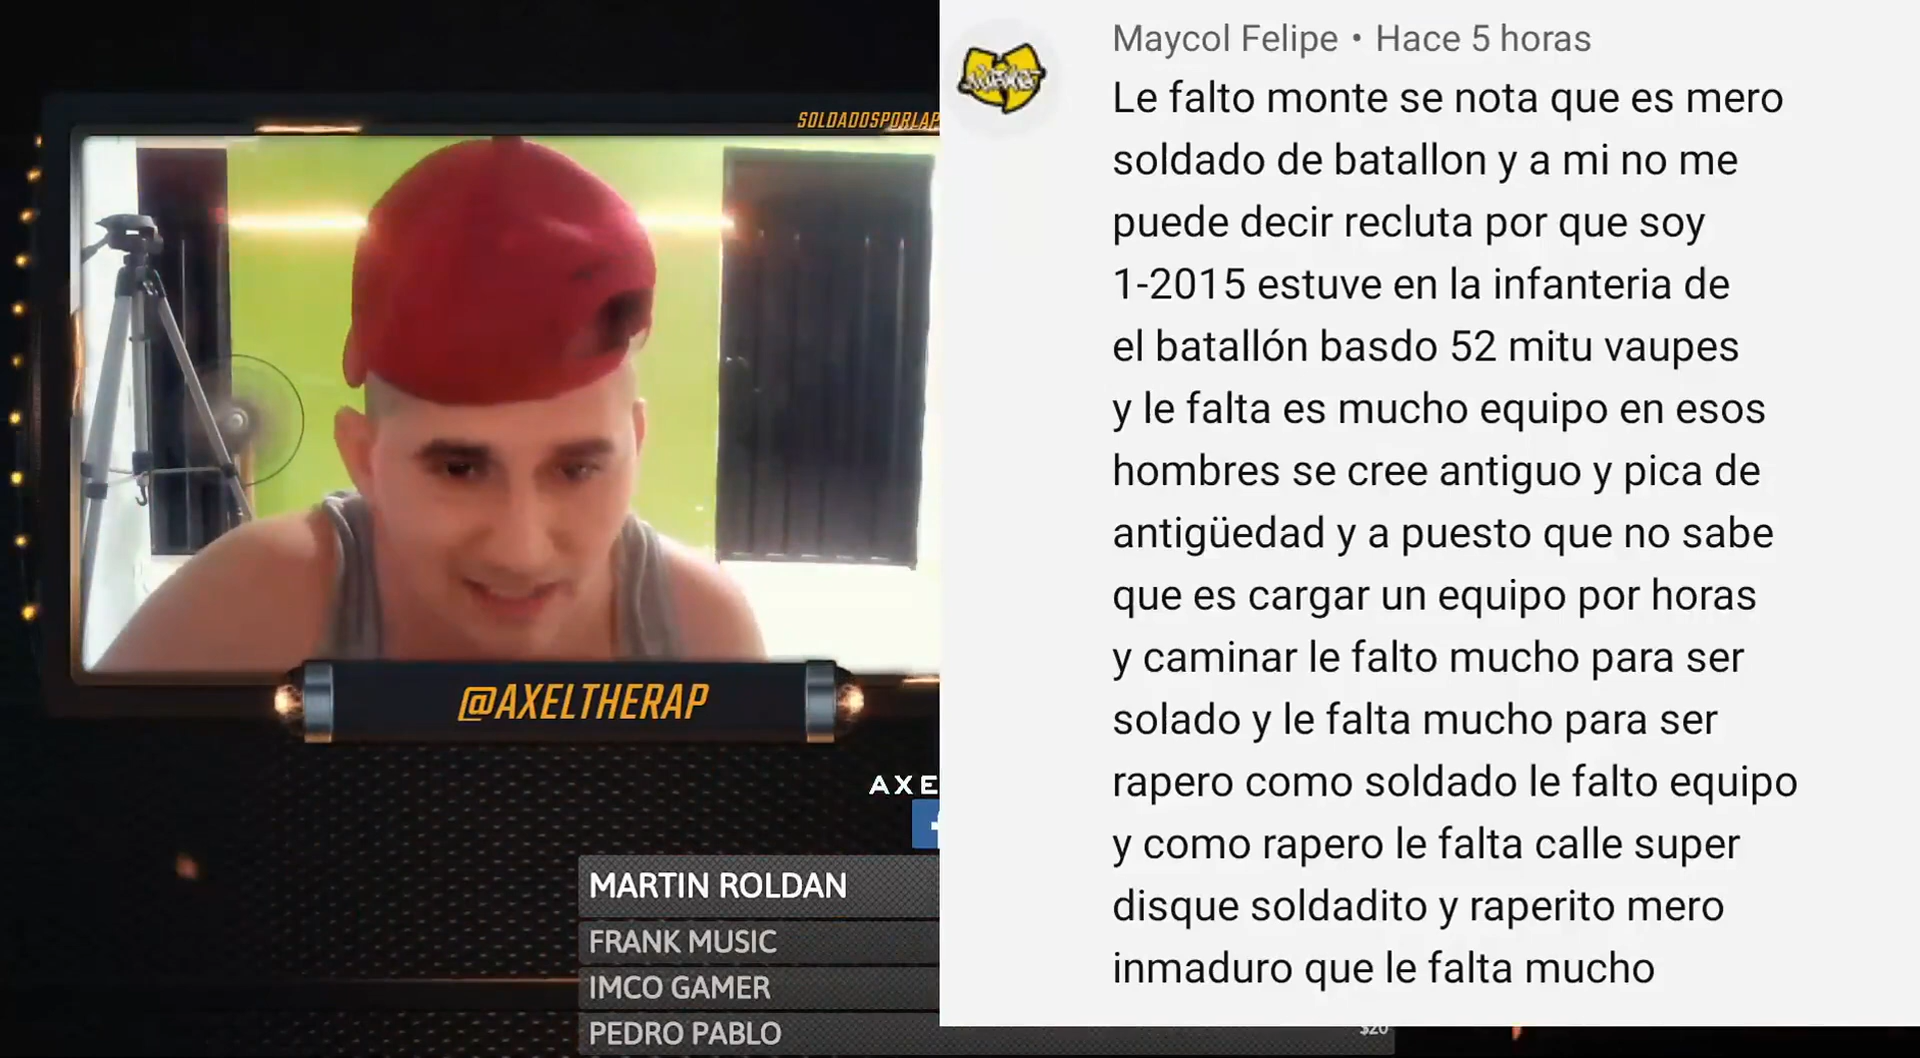 SOLDADOSPORLAP
@AXELTHERAP
AXE
MARTIN ROLDAN
FRANK MUSIC
IMCO GAMER
PEDRO PABLO
$20
Maycol Felipe • Hace 5 horas
Le falto monte se nota que es mero
soldado de batallon y a mi no me
puede decir recluta por que soy
1-2015 estuve en la infanteria de
el batallón basdo 52 mitu vaupes
y le falta es mucho equipo en esos
hombres se cree antiguo y pica de
antigüedad y a puesto que no sabe
que es cargar un equipo por horas
y caminar le falto mucho para ser
solado y le falta mucho para ser
rapero como soldado le falto equipo
y como rapero le falta calle super
disque soldadito y raperito mero
inmaduro que le falta mucho